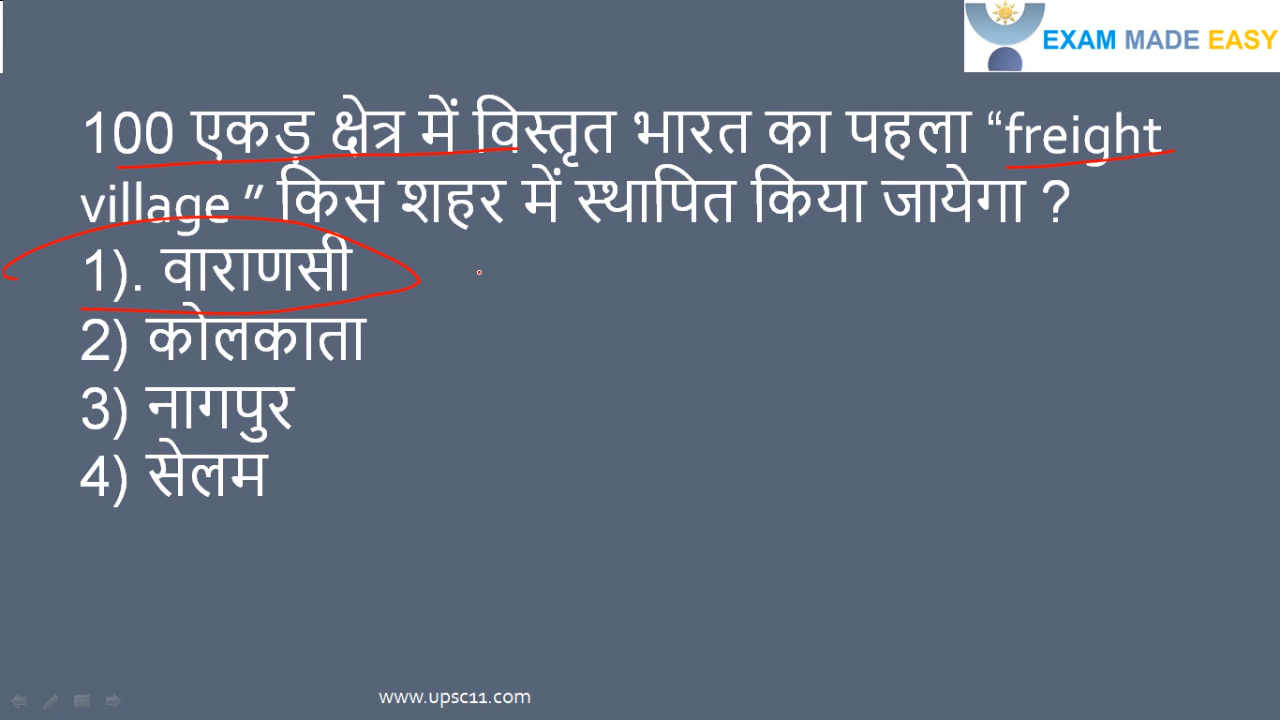 EXAM MADE EASY
100 एकड़ क्षेत्र में विस्तृत भारत का पहला “freight
village ” किस शहर में स्थापित किया जायेगा ?
1). वाराणसी
2) कोलकाता
3) नागपुर
4) सेलम
www.upsc11.com